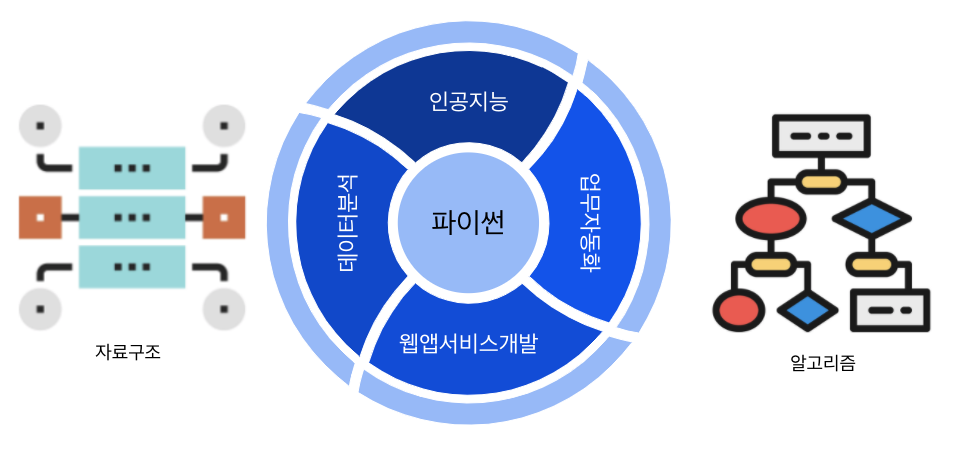 인공지능
데이터분석
파이썬
업무자동화
웹앱서비스개발
자료구조
알고리즘